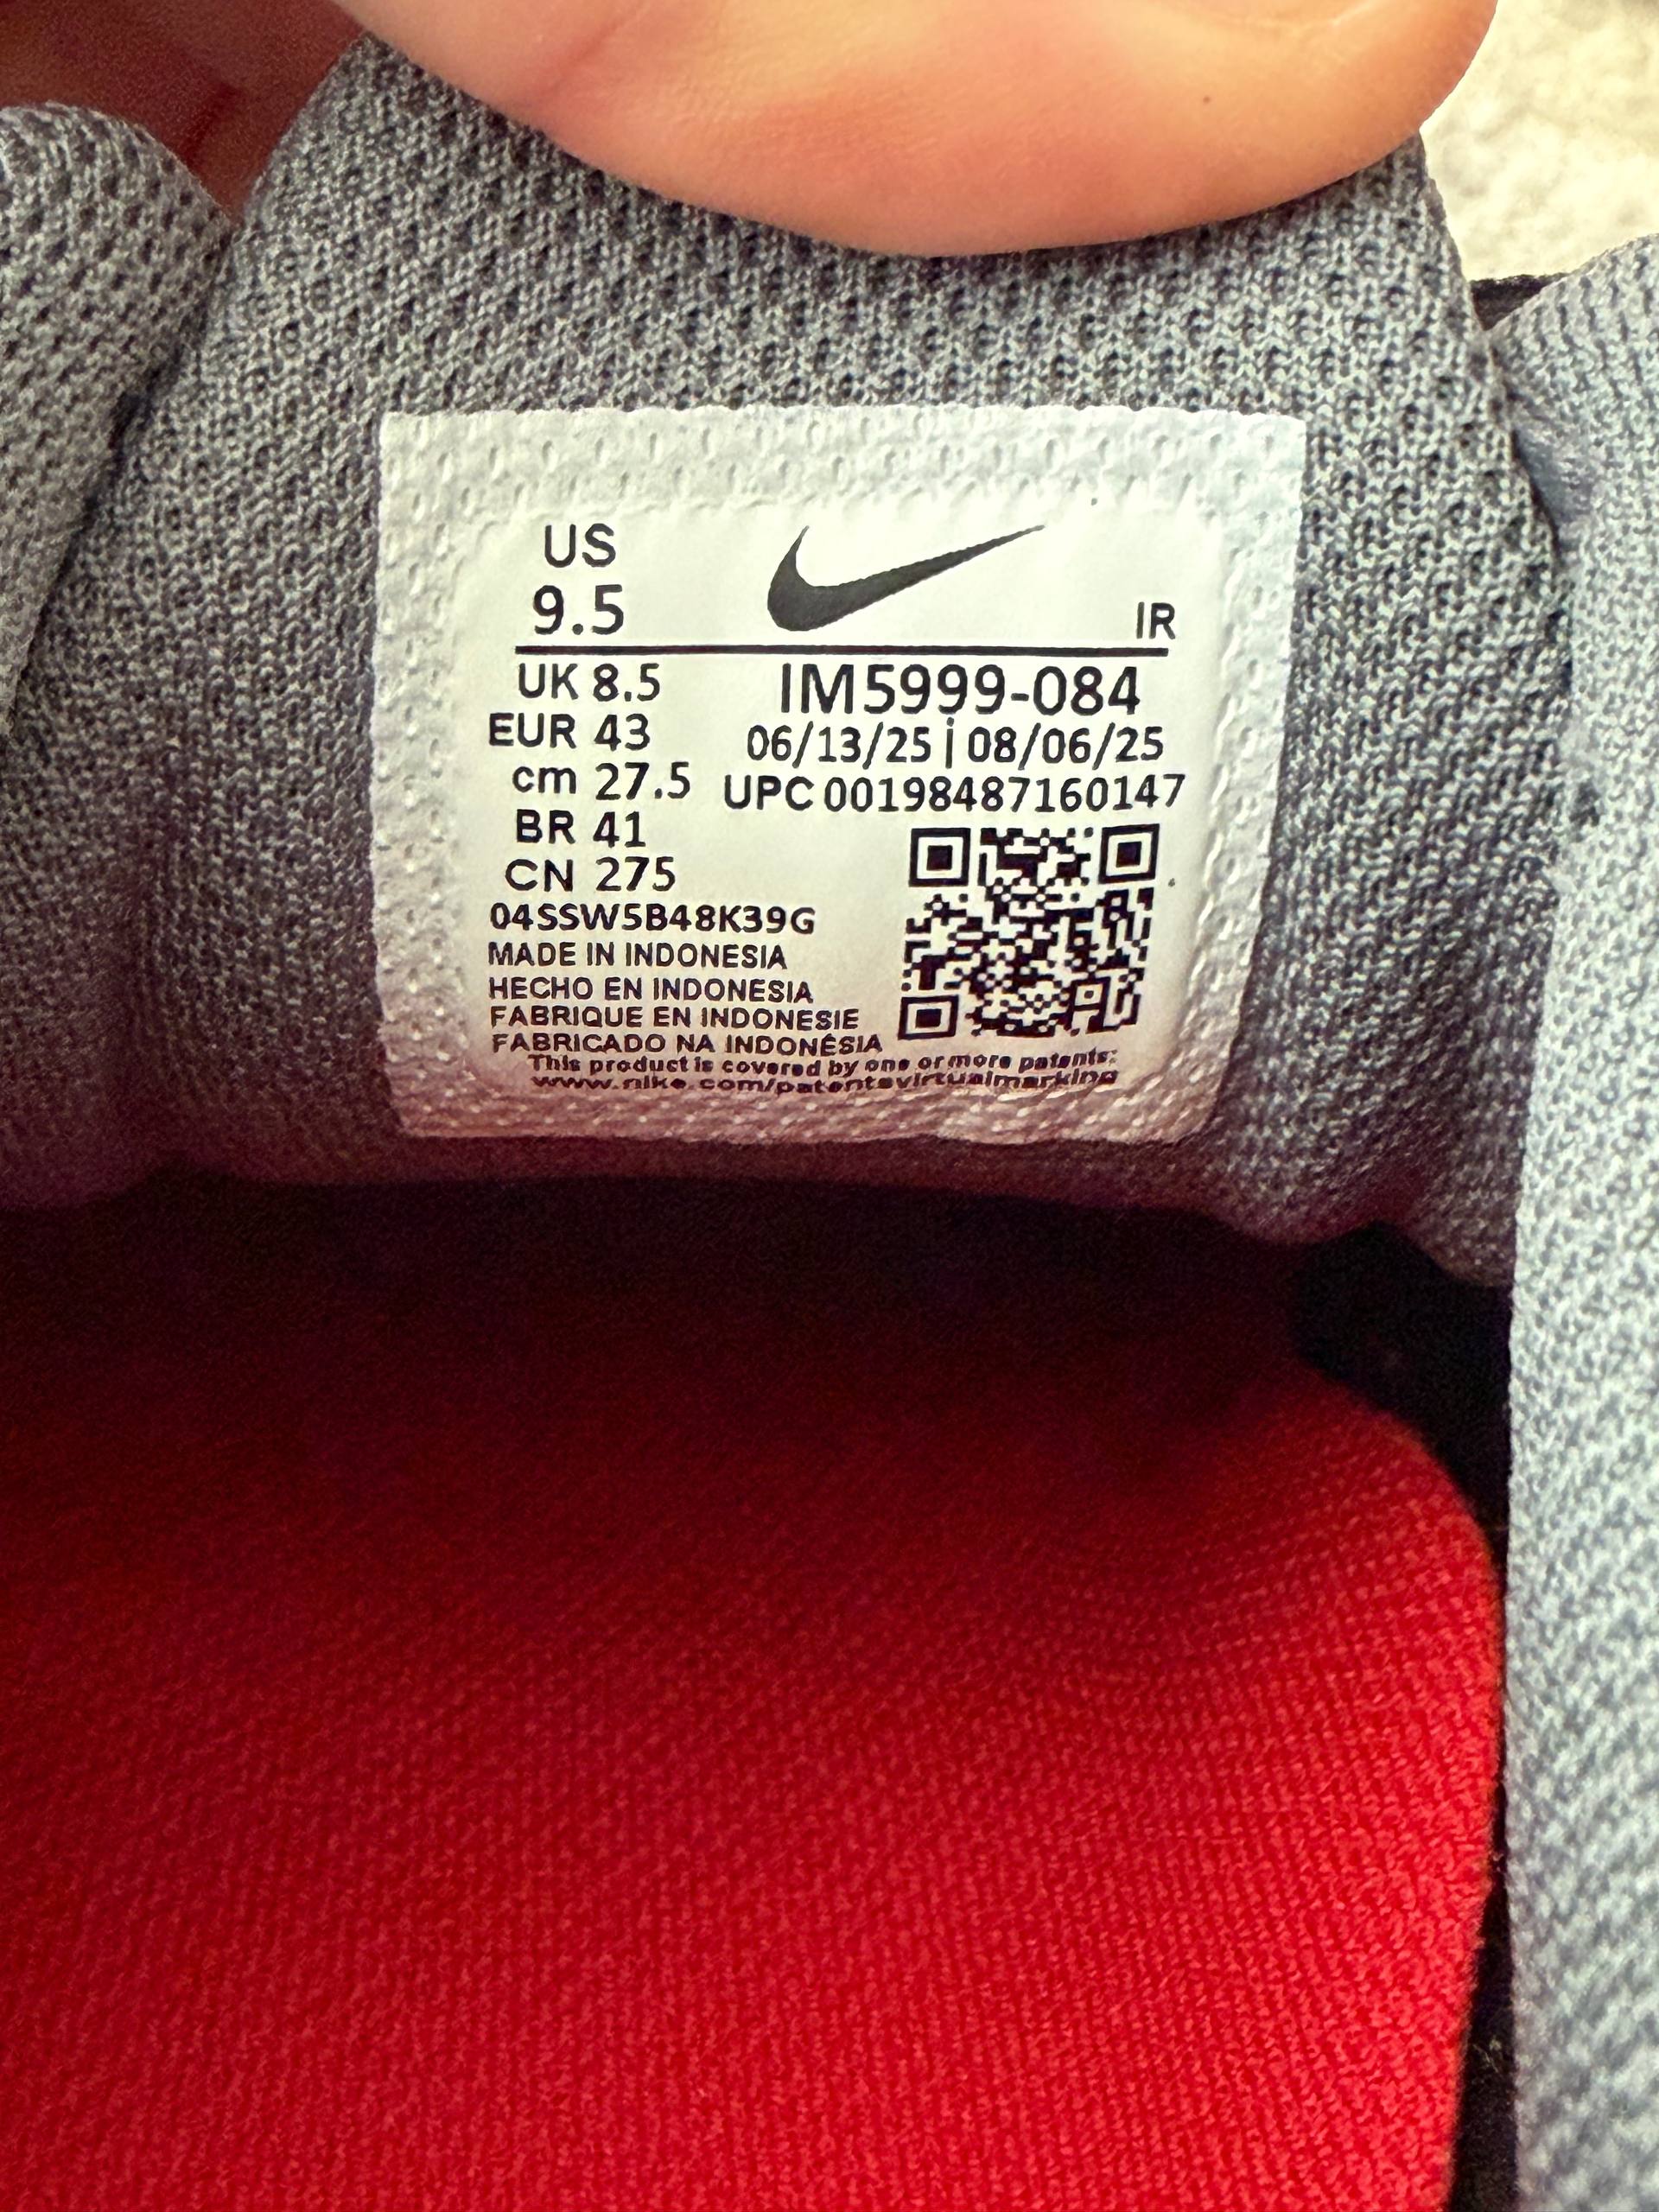 US
9.5
IR
UK 8.5
EUR 43
cm 27.5
BR 41
CN 275
IM5999-084
06/13/25 | 08/06/25
UPC 00198487160147
04SSW5B48K39G
MADE IN INDONESIA
HECHO EN INDONESIA
FABRIQUE EN INDONESIE
FABRICADO NA INDONÉSIA
This product is covered by one or more patents:
www.nike.com/patentsvirtualmarking